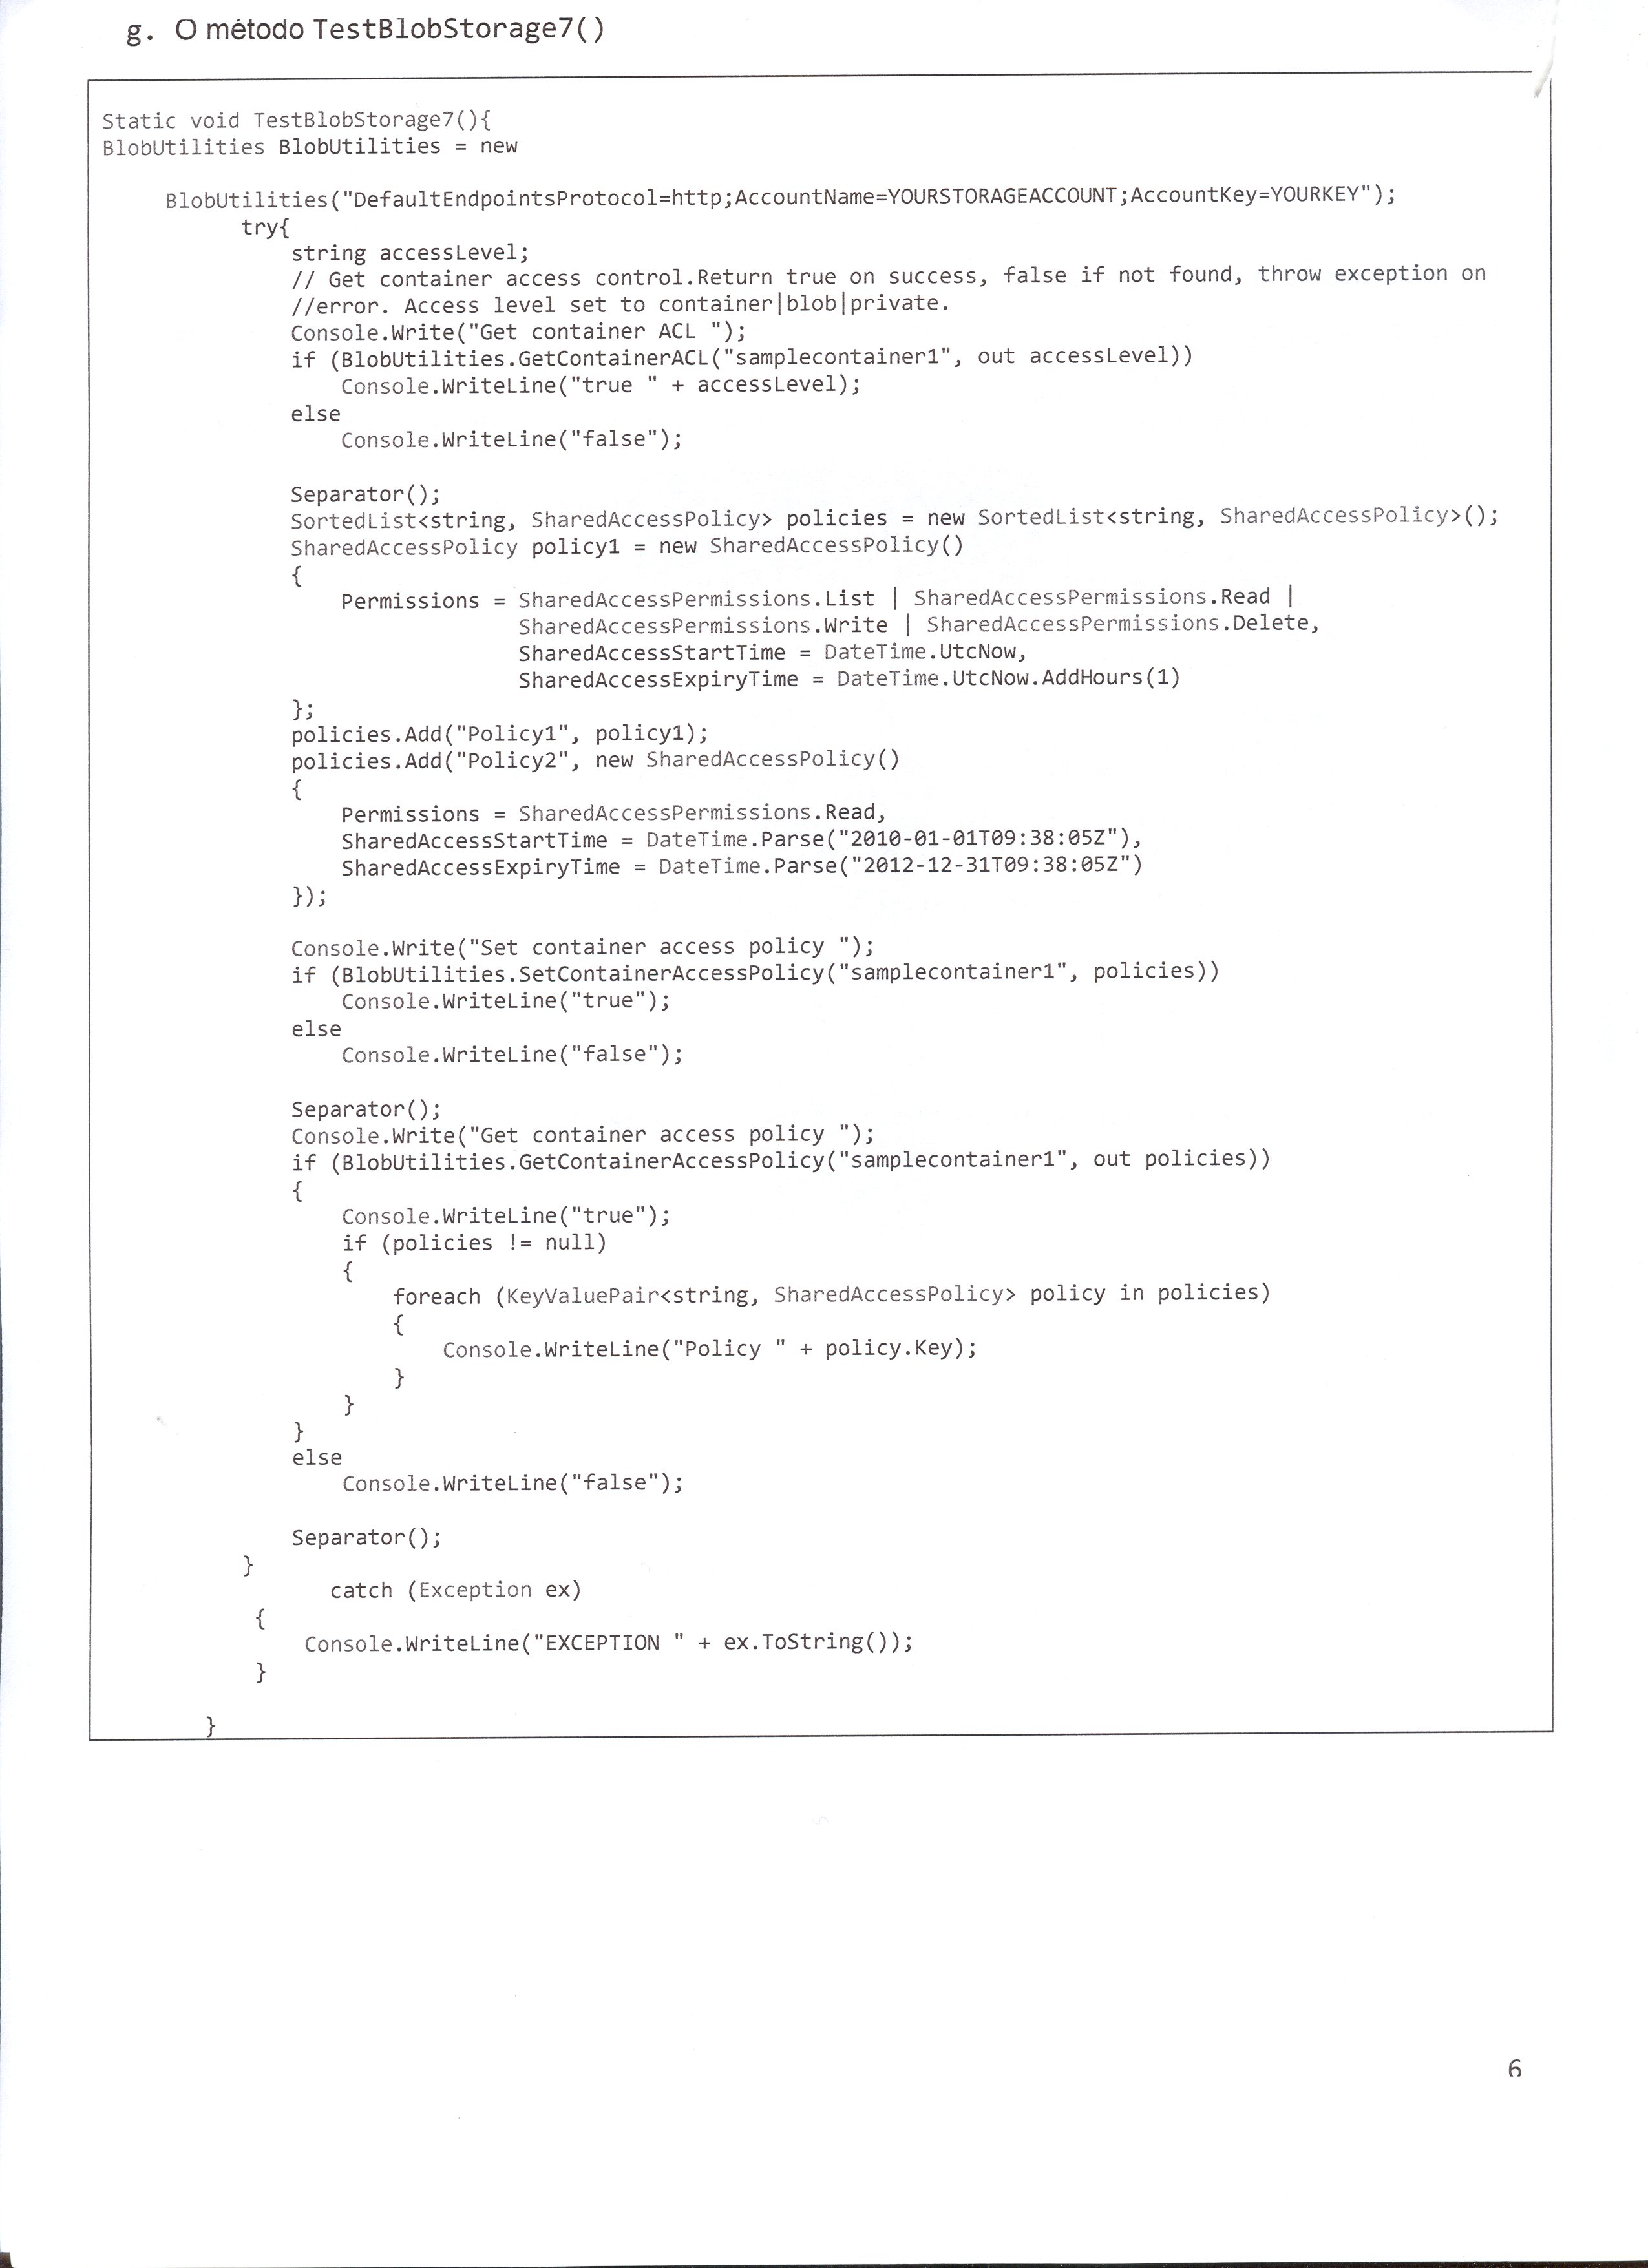 g. O método TestBlobStorage7()
Static void TestBlobStorage7(){
BlobUtilities BlobUtilities = new
BlobUtilities("DefaultEndpointsProtocol=http;AccountName=YOURSTORAGEACCOUNT;AccountKey=YOURKEY");
try{
string accessLevel;
// Get container access control.Return true on success, false if not found, throw exception on
//error. Access level set to container|blob|private.
Console.Write("Get container ACL ");
if (BlobUtilities.GetContainerACL("samplecontainer1", out accessLevel))
Console.WriteLine("true " + accessLevel);
else
Console.WriteLine("false");
Separator();
SortedList<string, SharedAccessPolicy> policies = new SortedList<string, SharedAccessPolicy>();
SharedAccessPolicy policy1 = new SharedAccessPolicy()
{
Permissions = SharedAccessPermissions.List | SharedAccessPermissions.Read |
SharedAccessPermissions.Write | SharedAccessPermissions.Delete,
SharedAccessStartTime = DateTime.UtcNow,
SharedAccessExpiryTime = DateTime.UtcNow.AddHours(1)
};
policies.Add("Policy1", policy1);
policies.Add("Policy2", new SharedAccessPolicy()
{
Permissions = SharedAccessPermissions.Read,
SharedAccessStartTime = DateTime.Parse("2010-01-01T09:38:05Z"),
SharedAccessExpiryTime = DateTime.Parse("2012-12-31T09:38:05Z")
});
Console.Write("Set container access policy ");
if (BlobUtilities.SetContainerAccessPolicy("samplecontainer1", policies))
Console.WriteLine("true");
else
Console.WriteLine("false");
Separator();
Console.Write("Get container access policy ");
if (BlobUtilities.GetContainerAccessPolicy("samplecontainer1", out policies))
{
Console.WriteLine("true");
if (policies != null)
{
foreach (KeyValuePair<string, SharedAccessPolicy> policy in policies)
{
Console.WriteLine("Policy " + policy.Key);
}
}
}
else
Console.WriteLine("false");
Separator();
}
catch (Exception ex)
{
Console.WriteLine("EXCEPTION " + ex.ToString());
}
}
6